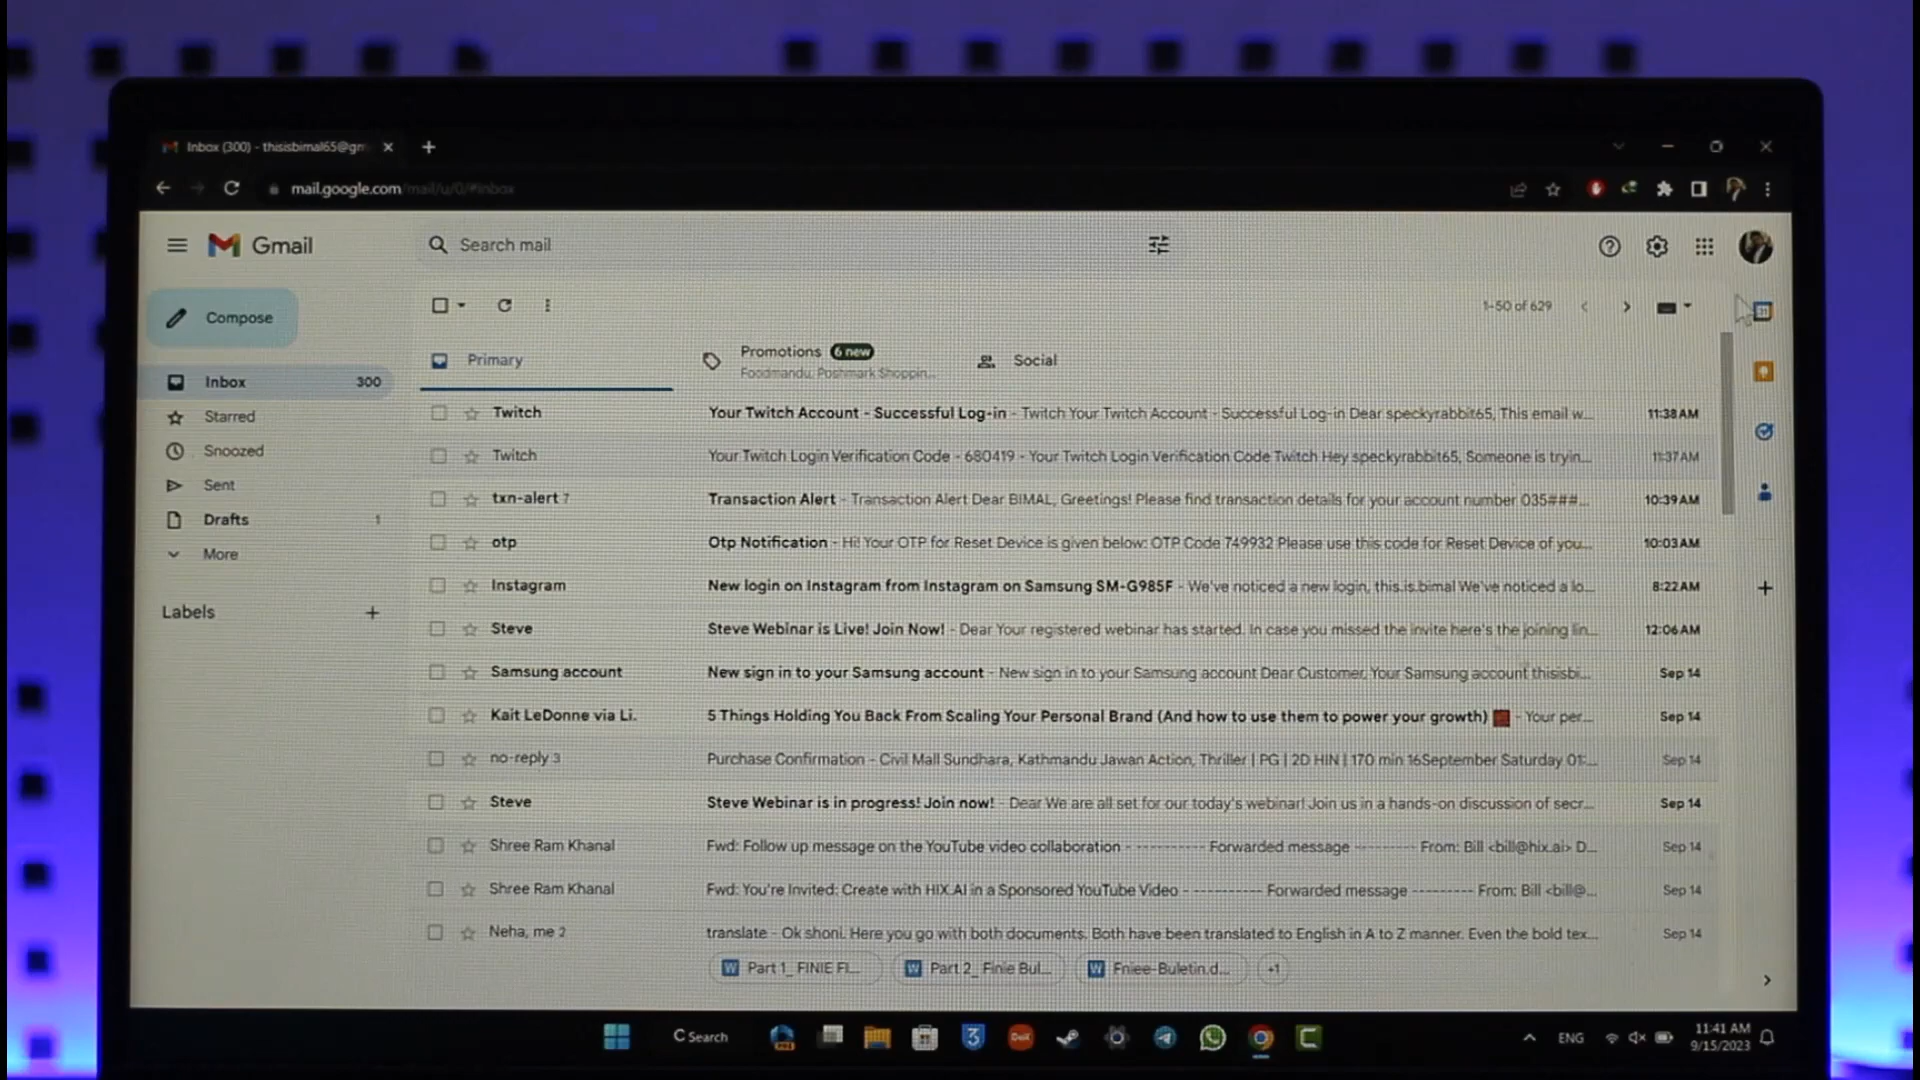 Inbox (300) - thisisbimal65@gm
mail.google.com/mail/u/0/#inbox
Gmail
Search mail
Compose
1-50 of 629
Primary
Promotions 6 new
Foodmandu, Poshmark Shoppin...
Social
Inbox 300
Starred
Snoozed
Sent
Drafts 1
More
Labels
Twitch Your Twitch Account - Successful Log-in - Twitch Your Twitch Account - Successful Log-in Dear speckyrabbit65, This email w... 11:38 AM
Twitch Your Twitch Login Verification Code - 680419 - Your Twitch Login Verification Code Twitch Hey speckyrabbit65, Someone is tryin... 11:37 AM
txn-alert 7 Transaction Alert - Transaction Alert Dear BIMAL, Greetings! Please find transaction details for your account number 035###... 10:39 AM
otp Otp Notification - Hi! Your OTP for Reset Device is given below: OTP Code 749932 Please use this code for Reset Device of you... 10:03 AM
Instagram New login on Instagram from Instagram on Samsung SM-G985F - We've noticed a new login, this.is.bimal We've noticed a lo... 8:22 AM
Steve Steve Webinar is Live! Join Now! - Dear Your registered webinar has started. In case you missed the invite here's the joining lin... 12:06 AM
Samsung account New sign in to your Samsung account - New sign in to your Samsung account Dear Customer, Your Samsung account thisisbi... Sep 14
Kait LeDonne via Li. 5 Things Holding You Back From Scaling Your Personal Brand (And how to use them to power your growth) - Your per... Sep 14
no-reply 3 Purchase Confirmation - Civil Mall Sundhara, Kathmandu Jawan Action, Thriller | PG | 2D HIN | 170 min 16September Saturday 01:... Sep 14
Steve Steve Webinar is in progress! Join now! - Dear We are all set for our today's webinar! Join us in a hands-on discussion of secr... Sep 14
Shree Ram Khanal Fwd: Follow up message on the YouTube video collaboration - ---------- Forwarded message --------- From: Bill <bill@hix.ai> D... Sep 14
Shree Ram Khanal Fwd: You're Invited: Create with HIX.AI in a Sponsored YouTube Video - ---------- Forwarded message --------- From: Bill <bill@... Sep 14
Neha, me 2 translate - Ok shoni. Here you go with both documents. Both have been translated to English in A to Z manner. Even the bold tex... Sep 14
Part 1_ FINIE FI... Part 2_ Finie Bul... Fniee-Buletin.d... +1
Search
ENG
11:41 AM
9/15/2023